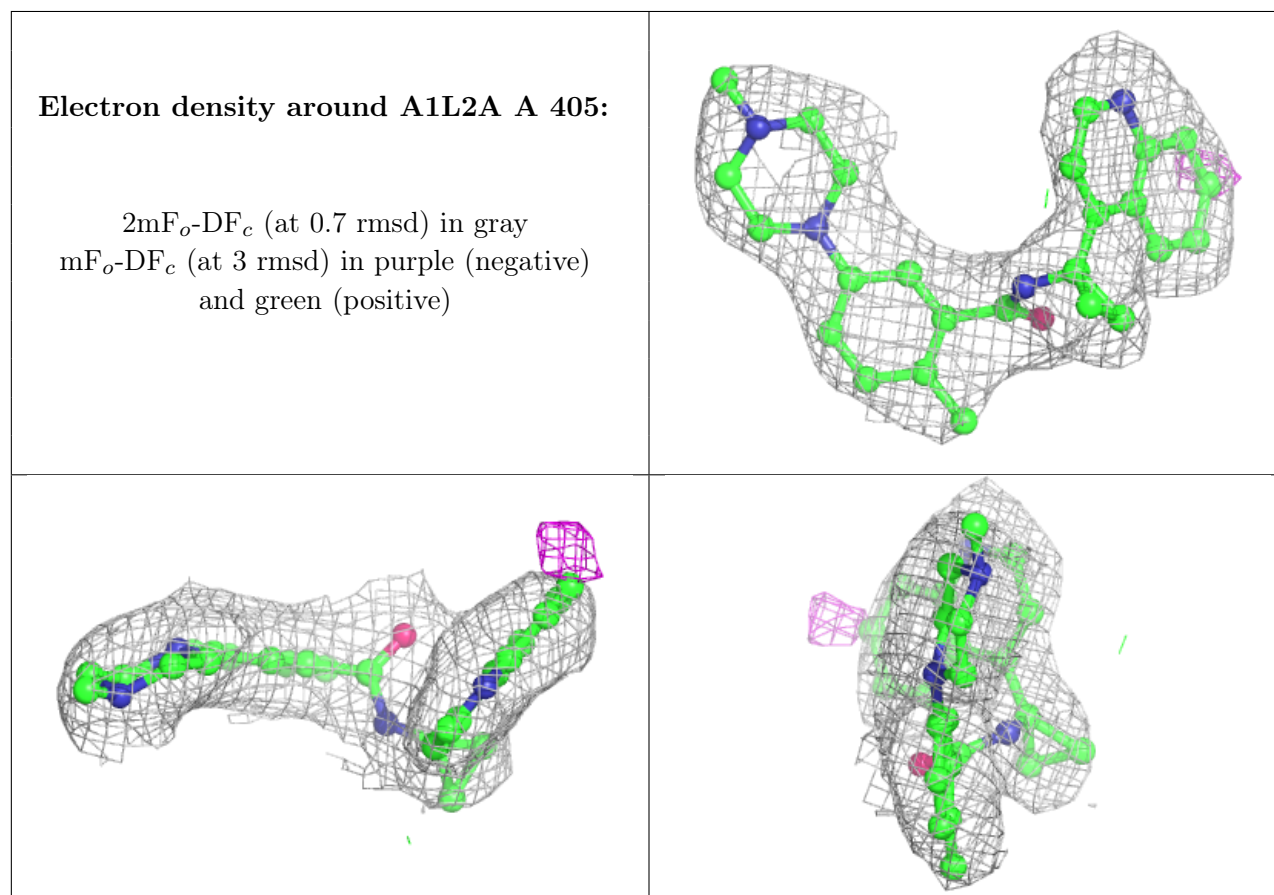 Electron density around A1L2A A 405:
2mFo-DFc (at 0.7 rmsd) in gray
mFo-DFc (at 3 rmsd) in purple (negative)
and green (positive)